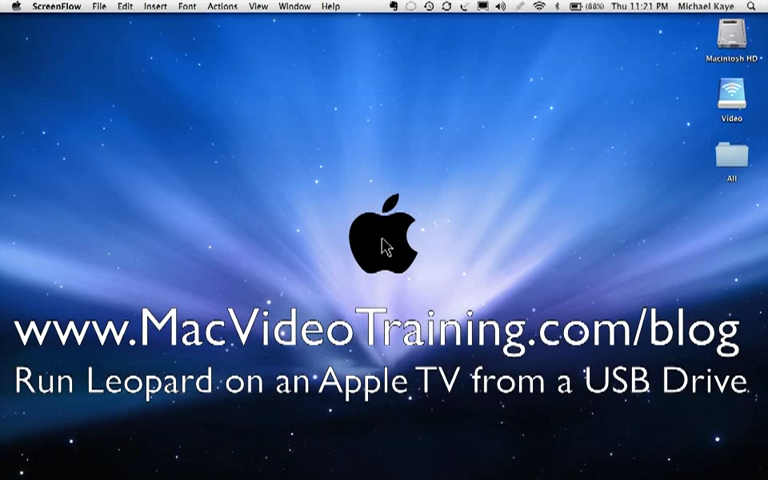 ScreenFlow File Edit Insert Font Actions View Window Help (88%) Thu 11:21 PM Michael Kaye
Macintosh HD
Video
All
www.MacVideoTraining.com/blog
Run Leopard on an Apple TV from a USB Drive